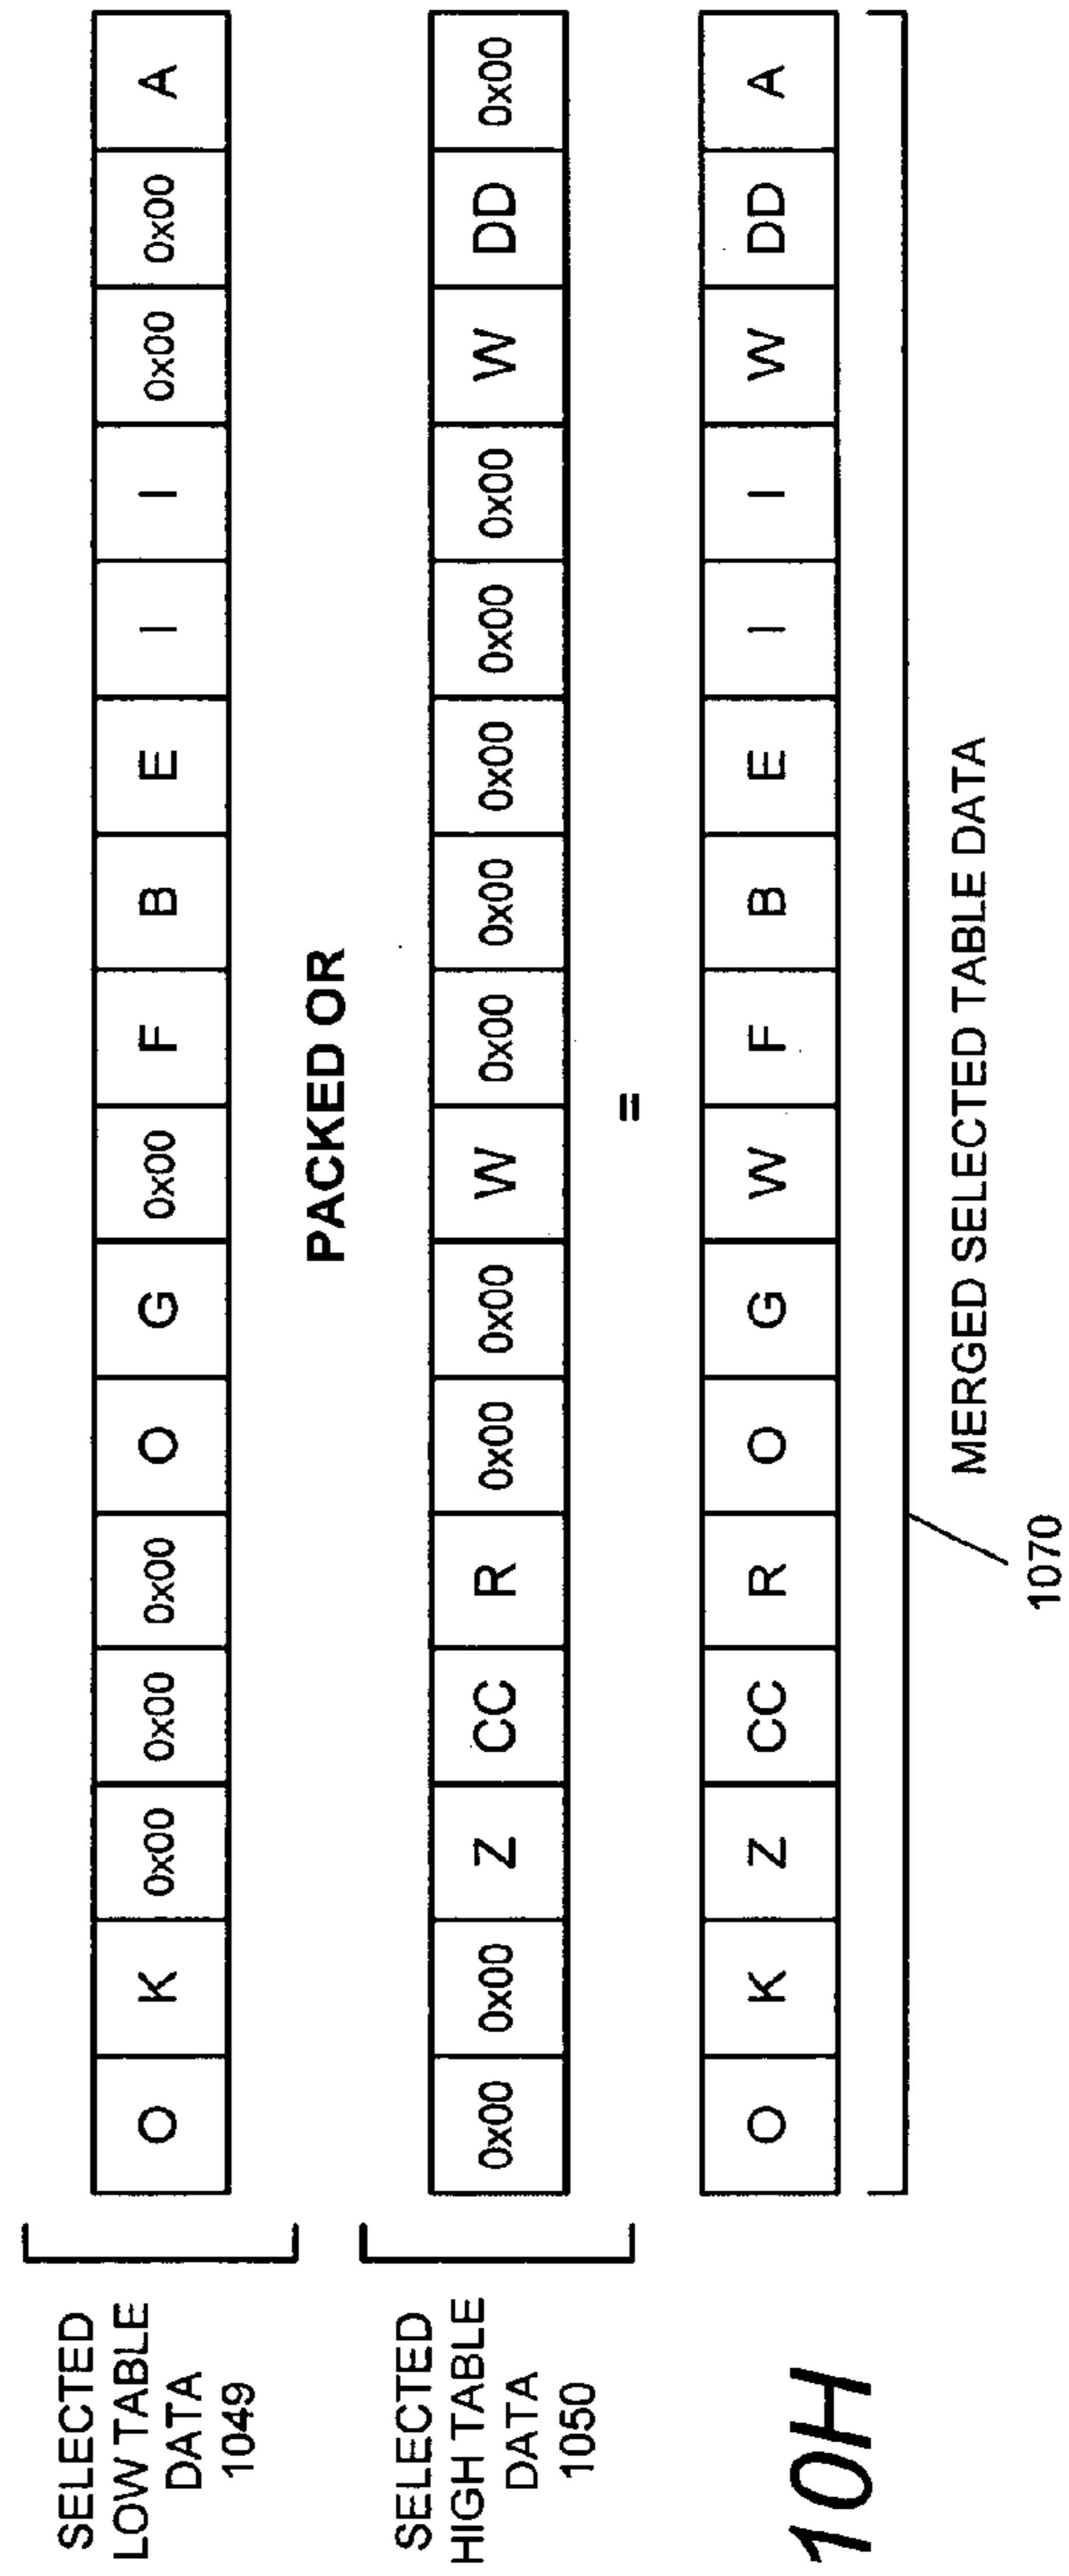 SELECTED
LOW TABLE
DATA
1049
O K 0x00 0x00 0x00 O G 0x00 F B E I I 0x00 0x00 A
PACKED OR
SELECTED
HIGH TABLE
DATA
1050
0x00 0x00 Z CC R 0x00 0x00 W 0x00 0x00 0x00 0x00 0x00 W DD 0x00
=
O K Z CC R O G W F B E I I W DD A
MERGED SELECTED TABLE DATA
1070
10H